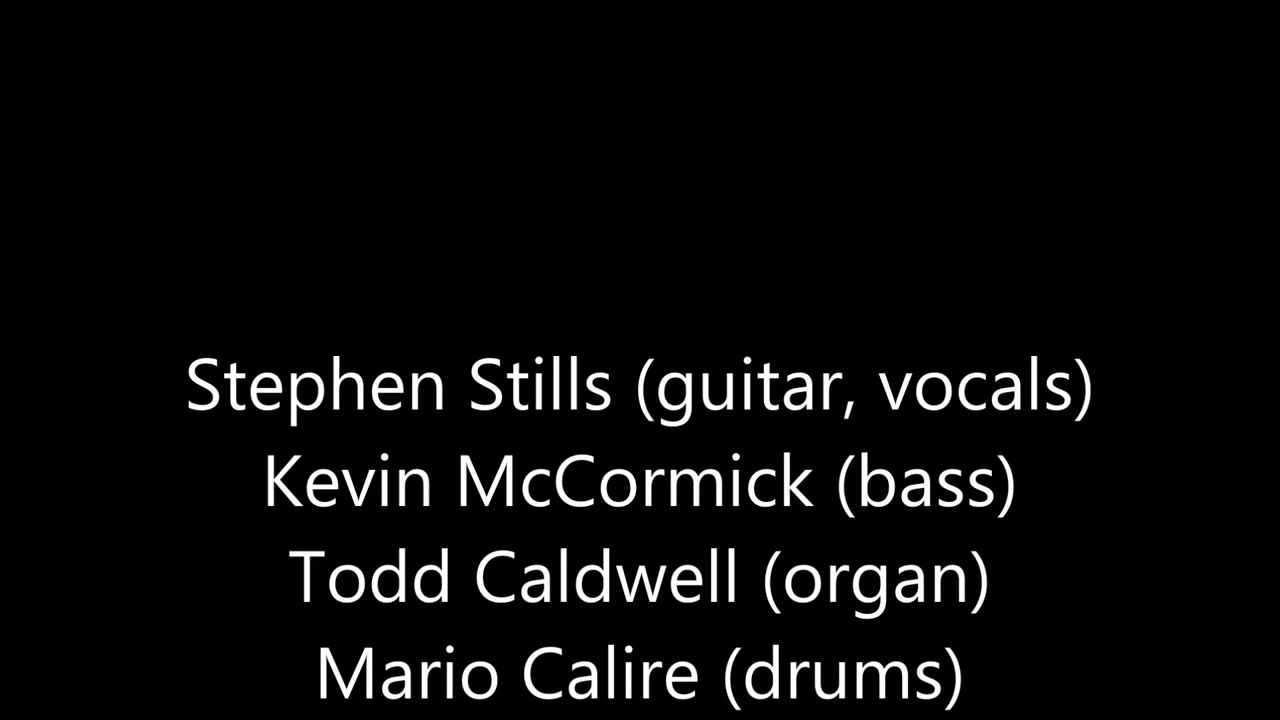 Stephen Stills (guitar, vocals)
Kevin McCormick (bass)
Todd Caldwell (organ)
Mario Calire (drums)